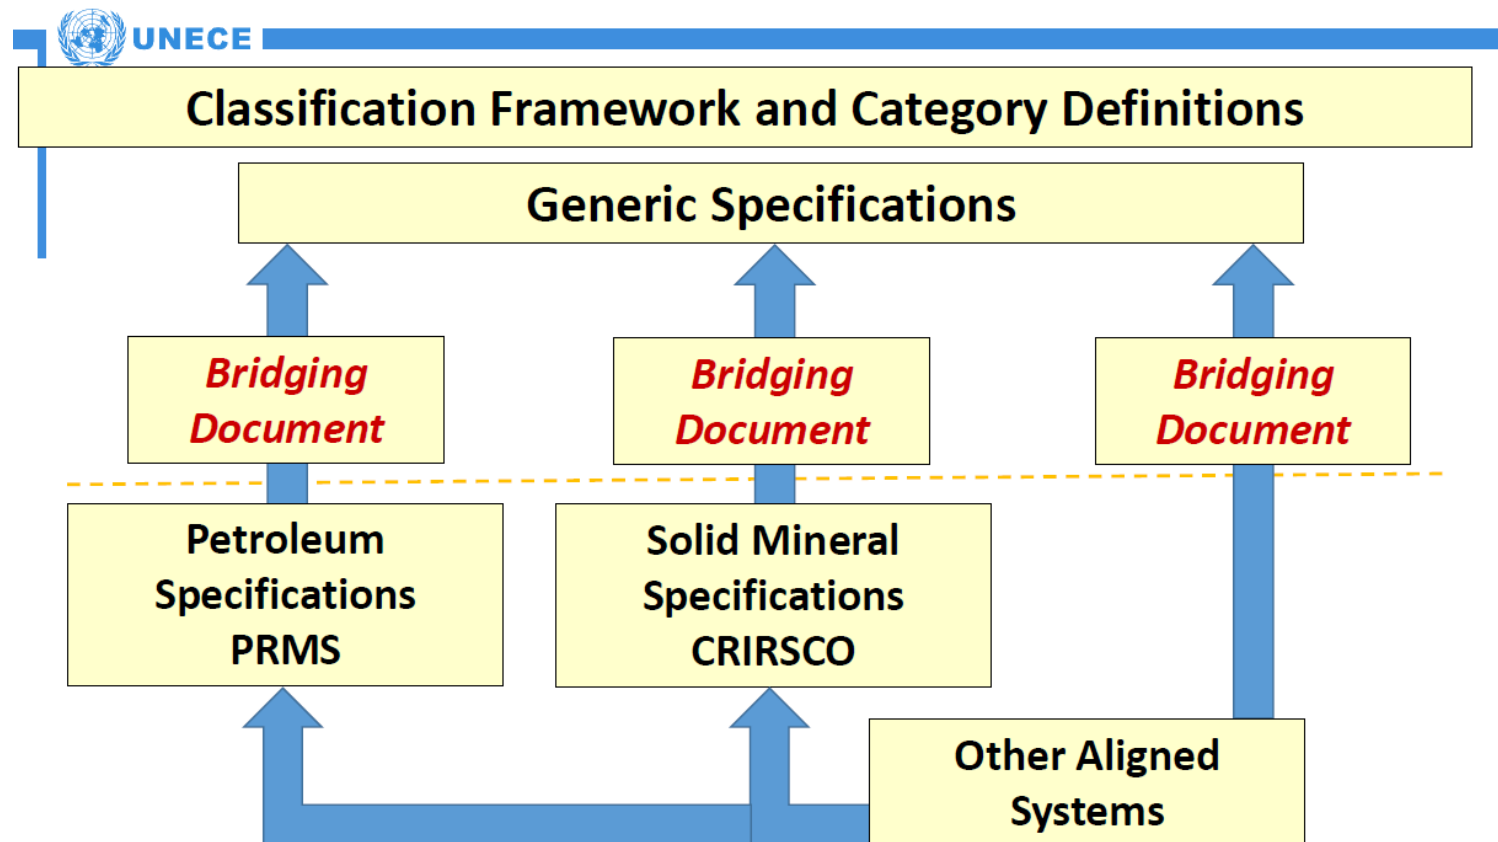 UNECE
Classification Framework and Category Definitions
Generic Specifications
Bridging
Document
Bridging
Document
Bridging
Document
Petroleum
Specifications
PRMS
Solid Mineral
Specifications
CRIRSCO
Other Aligned
Systems